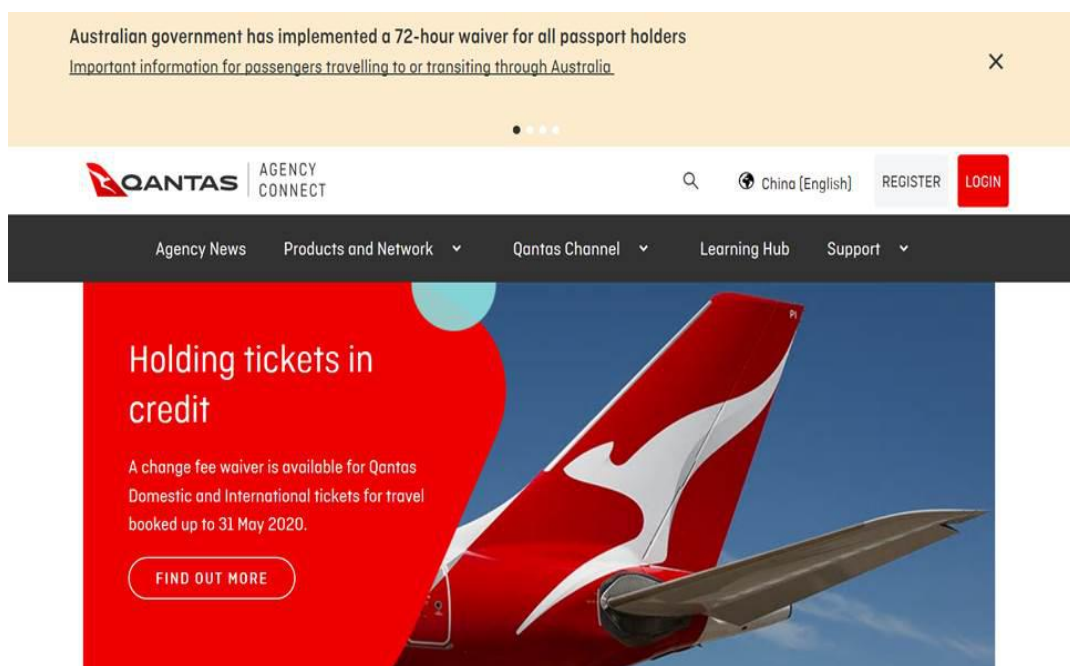 Australian government has implemented a 72-hour waiver for all passport holders
Important information for passengers travelling to or transiting through Australia
QANTAS
AGENCY
CONNECT
China (English)
REGISTER
LOGIN
Agency News
Products and Network
Qantas Channel
Learning Hub
Support
Holding tickets in
credit
A change fee waiver is available for Qantas
Domestic and International tickets for travel
booked up to 31 May 2020.
FIND OUT MORE
PI